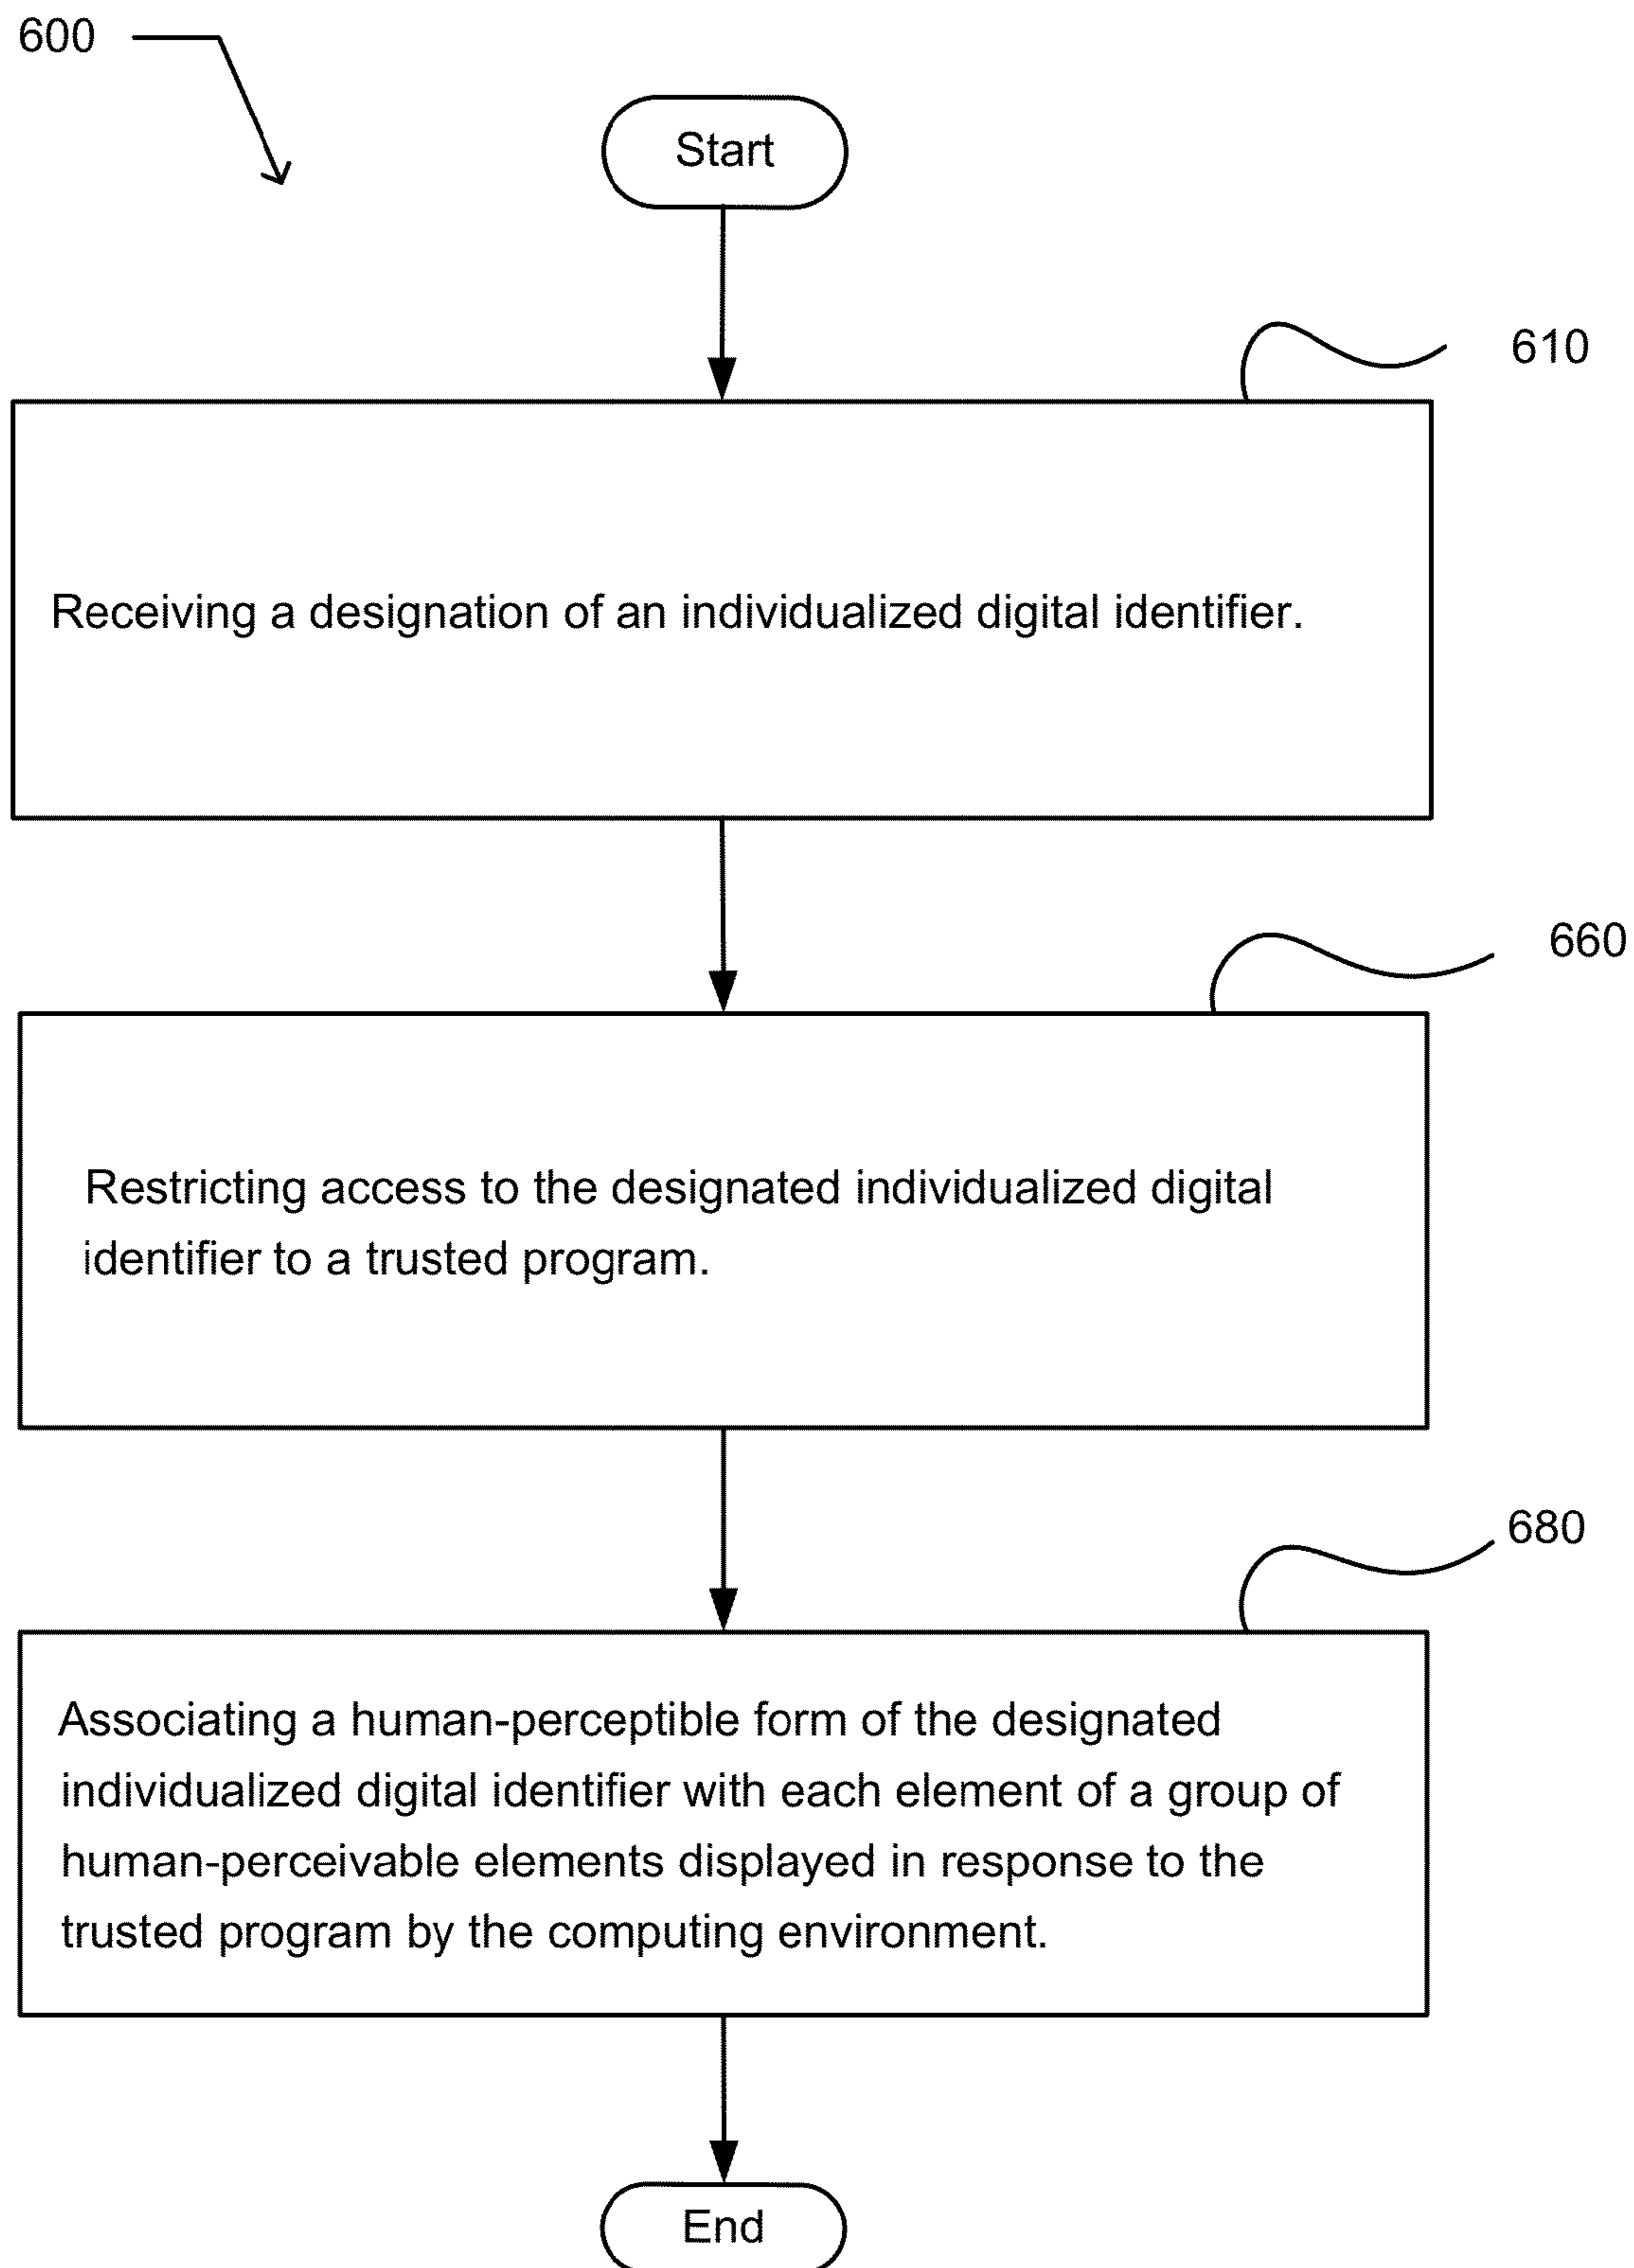 600
Start
610
Receiving a designation of an individualized digital identifier.
660
Restricting access to the designated individualized digital
identifier to a trusted program.
680
Associating a human-perceptible form of the designated
individualized digital identifier with each element of a group of
human-perceivable elements displayed in response to the
trusted program by the computing environment.
End